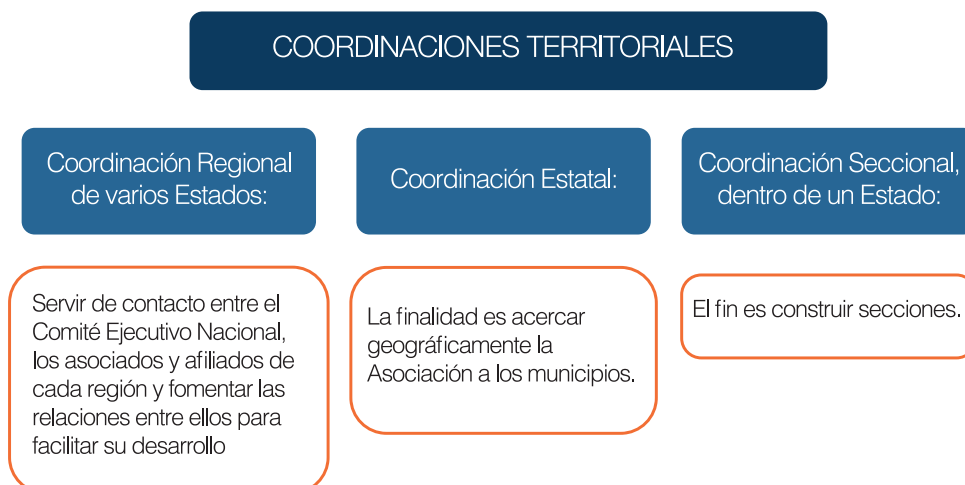 COORDINACIONES TERRITORIALES
Coordinación Regional
de varios Estados:
Servir de contacto entre el
Comité Ejecutivo Nacional,
los asociados y afiliados de
cada región y fomentar las
relaciones entre ellos para
facilitar su desarrollo
Coordinación Estatal:
La finalidad es acercar
geográficamente la
Asociación a los municipios.
Coordinación Seccional,
dentro de un Estado:
El fin es construir secciones.